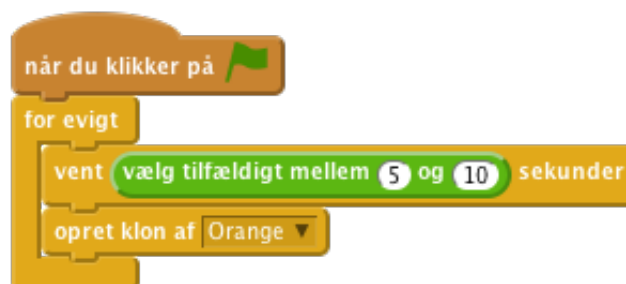 når du klikker på
for evigt
vent vælg tilfældigt mellem 5 og 10 sekunder
opret klon af Orange